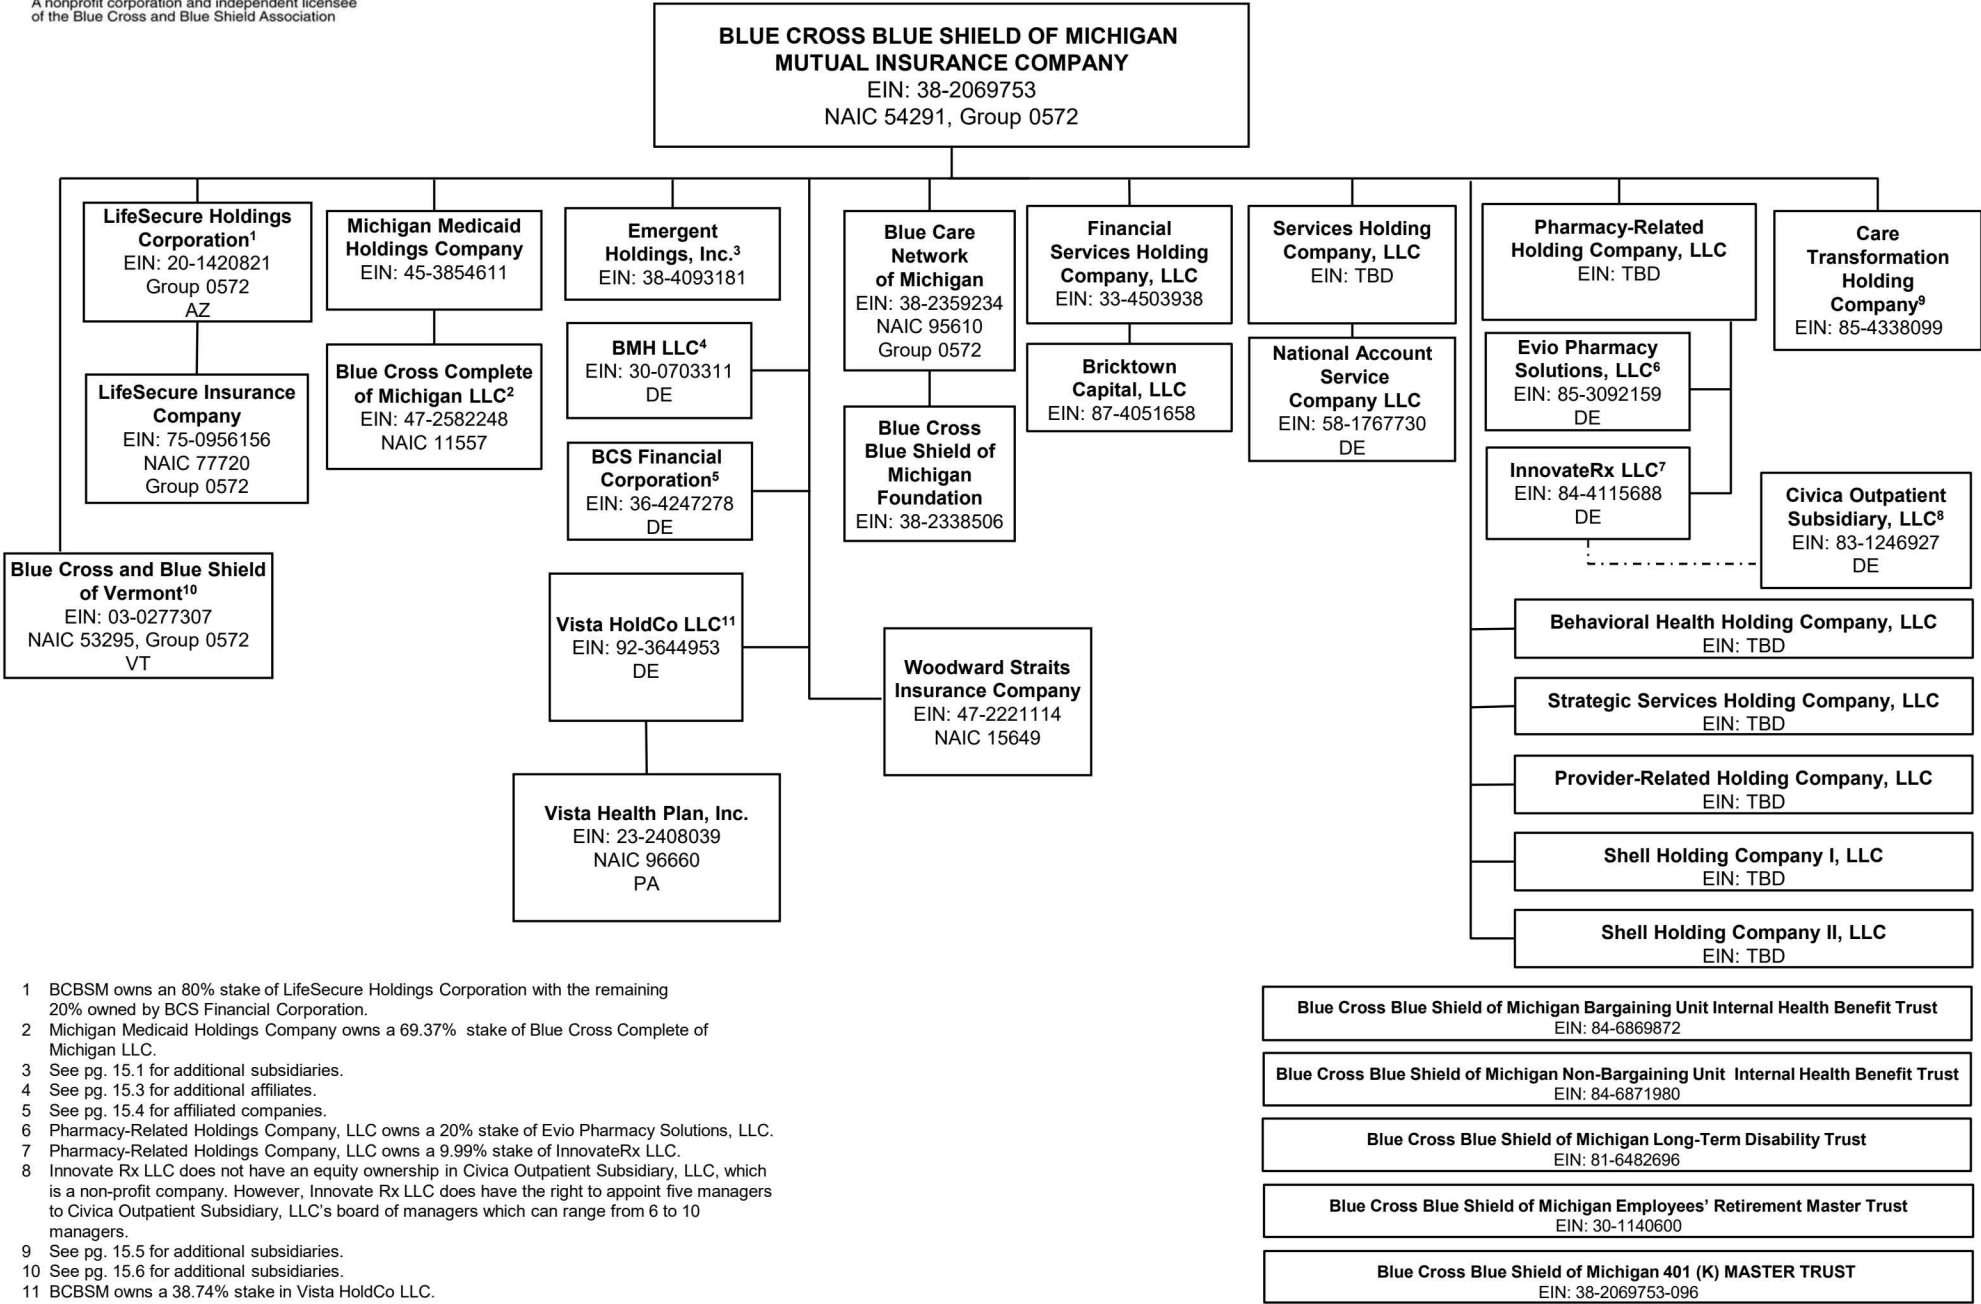 A nonprofit corporation and independent licensee
of the Blue Cross and Blue Shield Association
BLUE CROSS BLUE SHIELD OF MICHIGAN
MUTUAL INSURANCE COMPANY
EIN: 38-2069753
NAIC 54291, Group 0572
LifeSecure Holdings
Corporation¹
EIN: 20-1420821
Group 0572
AZ
Michigan Medicaid
Holdings Company
EIN: 45-3854611
Emergent
Holdings, Inc.³
EIN: 38-4093181
Blue Care
Network
of Michigan
EIN: 38-2359234
NAIC 95610
Group 0572
Financial
Services Holding
Company, LLC
EIN: 33-4503938
Services Holding
Company, LLC
EIN: TBD
Pharmacy-Related
Holding Company, LLC
EIN: TBD
Care
Transformation
Holding
Company⁹
EIN: 85-4338099
LifeSecure Insurance
Company
EIN: 75-0956156
NAIC 77720
Group 0572
Blue Cross Complete
of Michigan LLC²
EIN: 47-2582248
NAIC 11557
BMH LLC⁴
EIN: 30-0703311
DE
BCS Financial
Corporation⁵
EIN: 36-4247278
DE
Blue Cross
Blue Shield of
Michigan
Foundation
EIN: 38-2338506
Bricktown
Capital, LLC
EIN: 87-4051658
National Account
Service
Company LLC
EIN: 58-1767730
DE
Evio Pharmacy
Solutions, LLC⁶
EIN: 85-3092159
DE
InnovateRx LLC⁷
EIN: 84-4115688
DE
Civica Outpatient
Subsidiary, LLC⁸
EIN: 83-1246927
DE
Blue Cross and Blue Shield
of Vermont¹⁰
EIN: 03-0277307
NAIC 53295, Group 0572
VT
Vista HoldCo LLC¹¹
EIN: 92-3644953
DE
Woodward Straits
Insurance Company
EIN: 47-2221114
NAIC 15649
Vista Health Plan, Inc.
EIN: 23-2408039
NAIC 96660
PA
Behavioral Health Holding Company, LLC
EIN: TBD
Strategic Services Holding Company, LLC
EIN: TBD
Provider-Related Holding Company, LLC
EIN: TBD
Shell Holding Company I, LLC
EIN: TBD
Shell Holding Company II, LLC
EIN: TBD
1 BCBSM owns an 80% stake of LifeSecure Holdings Corporation with the remaining
20% owned by BCS Financial Corporation.
2 Michigan Medicaid Holdings Company owns a 69.37% stake of Blue Cross Complete of
Michigan LLC.
3 See pg. 15.1 for additional subsidiaries.
4 See pg. 15.3 for additional affiliates.
5 See pg. 15.4 for affiliated companies.
6 Pharmacy-Related Holdings Company, LLC owns a 20% stake of Evio Pharmacy Solutions, LLC.
7 Pharmacy-Related Holdings Company, LLC owns a 9.99% stake of InnovateRx LLC.
8 Innovate Rx LLC does not have an equity ownership in Civica Outpatient Subsidiary, LLC, which
is a non-profit company. However, Innovate Rx LLC does have the right to appoint five managers
to Civica Outpatient Subsidiary, LLC’s board of managers which can range from 6 to 10
managers.
9 See pg. 15.5 for additional subsidiaries.
10 See pg. 15.6 for additional subsidiaries.
11 BCBSM owns a 38.74% stake in Vista HoldCo LLC.
Blue Cross Blue Shield of Michigan Bargaining Unit Internal Health Benefit Trust
EIN: 84-6869872
Blue Cross Blue Shield of Michigan Non-Bargaining Unit Internal Health Benefit Trust
EIN: 84-6871980
Blue Cross Blue Shield of Michigan Long-Term Disability Trust
EIN: 81-6482696
Blue Cross Blue Shield of Michigan Employees’ Retirement Master Trust
EIN: 30-1140600
Blue Cross Blue Shield of Michigan 401 (K) MASTER TRUST
EIN: 38-2069753-096